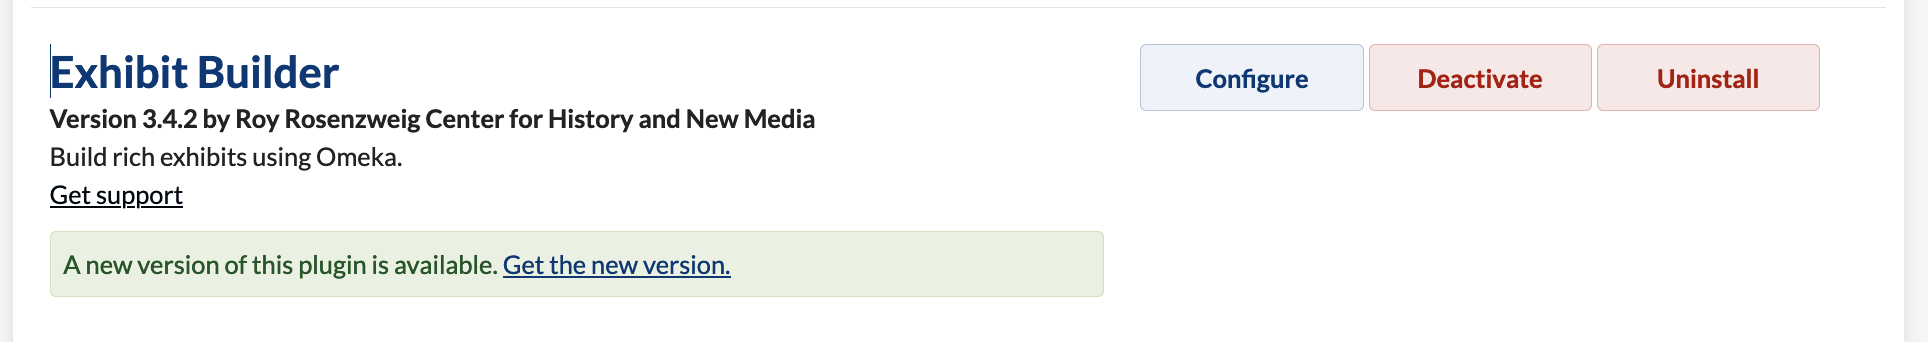 Exhibit Builder
Configure
Deactivate
Uninstall
Version 3.4.2 by Roy Rosenzweig Center for History and New Media
Build rich exhibits using Omeka.
Get support
A new version of this plugin is available. Get the new version.